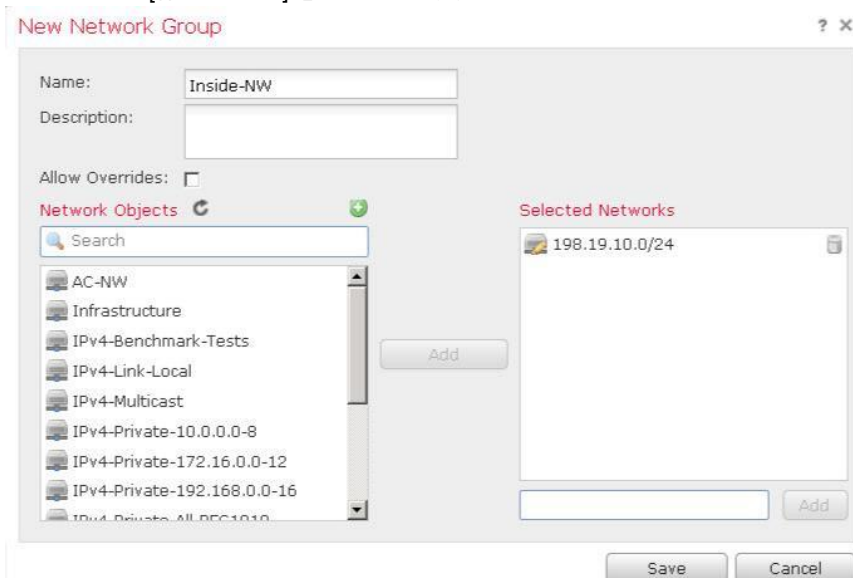 New Network Group
? X
Name:
Inside-NW
Description:
Allow Overrides:
Network Objects
Selected Networks
Search
198.19.10.0/24
AC-NW
Infrastructure
IPv4-Benchmark-Tests
IPv4-Link-Local
Add
IPv4-Multicast
IPv4-Private-10.0.0.0-8
IPv4-Private-172.16.0.0-12
IPv4-Private-192.168.0.0-16
Add
Save
Cancel